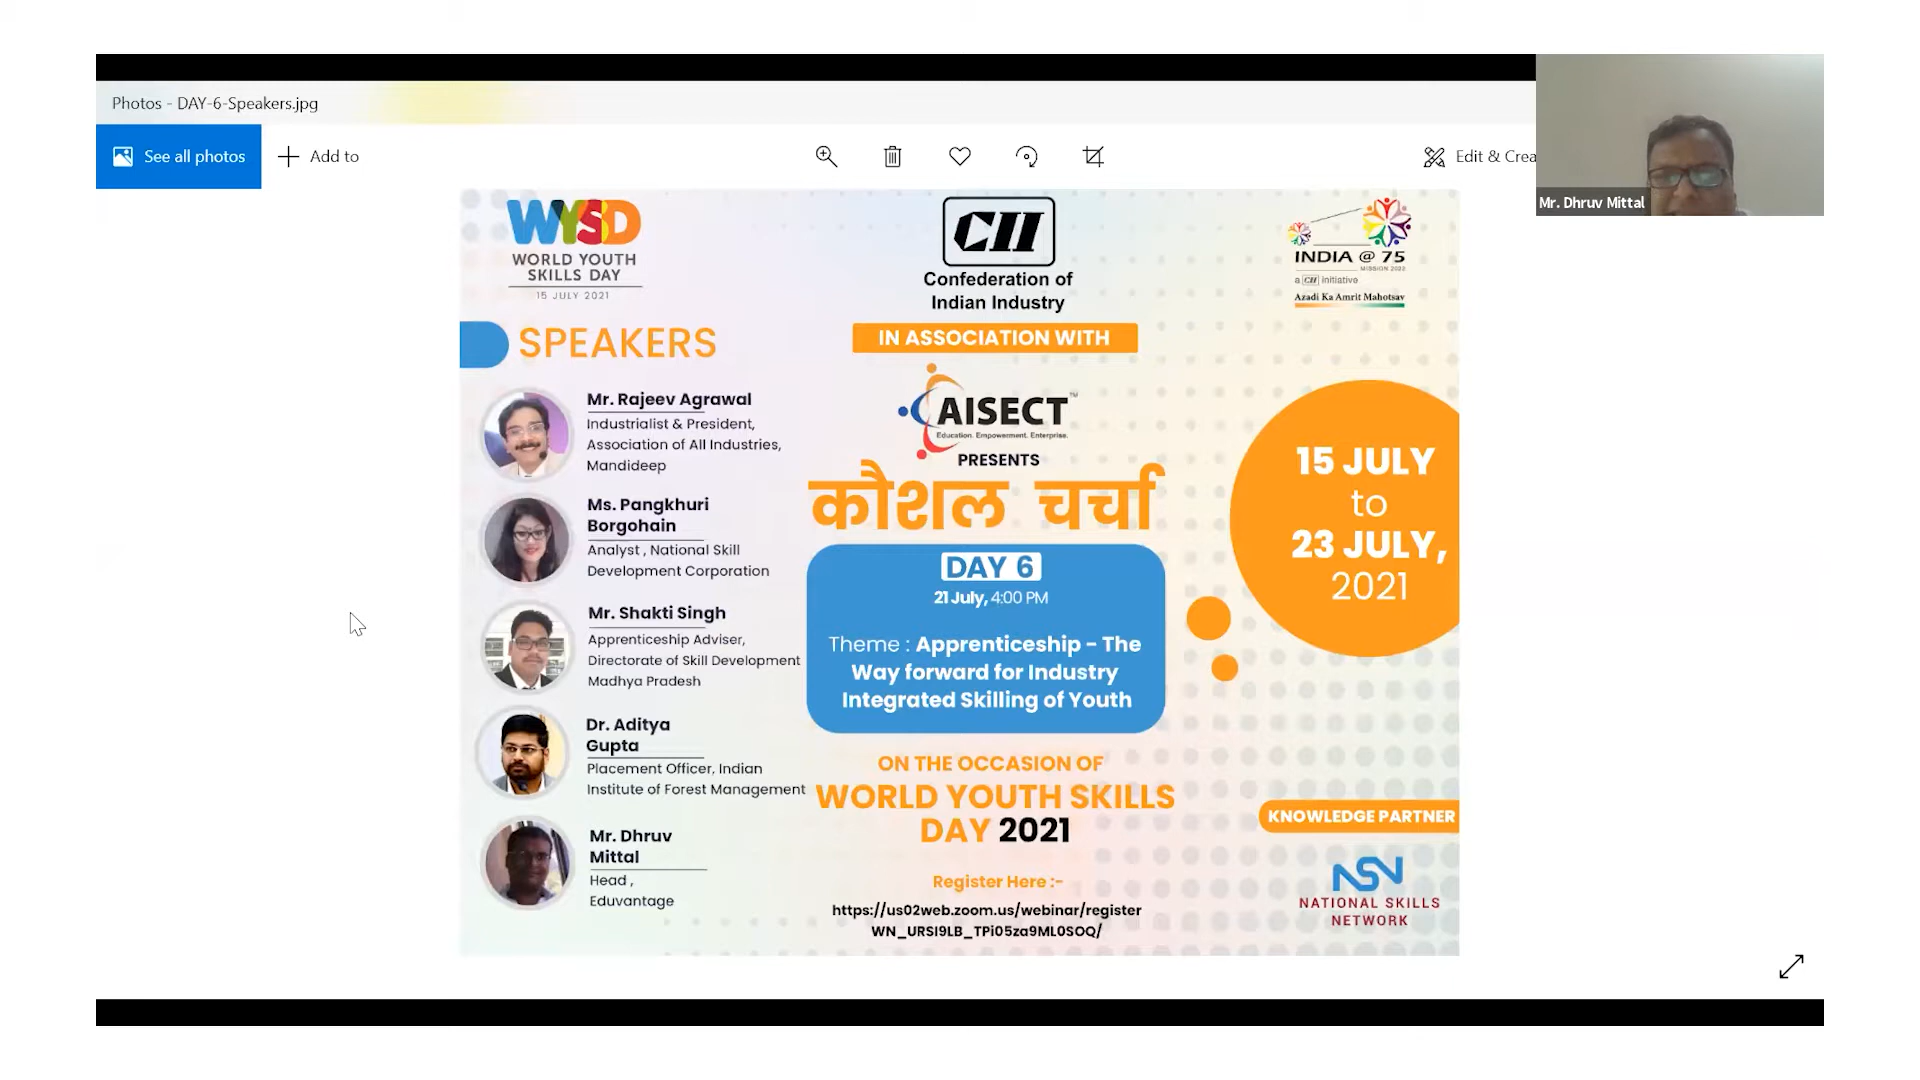 Photos - DAY-6-Speakers.jpg
See all photos
Add to
Edit & Crea
Mr. Dhruv Mittal
WYSD
WORLD YOUTH
SKILLS DAY
15 JULY 2021
CII
Confederation of
Indian Industry
INDIA @ 75
MISSION 2022
a CII initiative
Azadi Ka Amrit Mahotsav
SPEAKERS
Mr. Rajeev Agrawal
Industrialist & President,
Association of All Industries,
Mandideep
Ms. Pangkhuri
Borgohain
Analyst , National Skill
Development Corporation
Mr. Shakti Singh
Apprenticeship Adviser,
Directorate of Skill Development
Madhya Pradesh
Dr. Aditya
Gupta
Placement Officer, Indian
Institute of Forest Management
Mr. Dhruv
Mittal
Head ,
Eduvantage
IN ASSOCIATION WITH
AISECT™
Education. Empowerment. Enterprise.
PRESENTS
कौशल चर्चा
DAY 6
21 July, 4:00 PM
Theme : Apprenticeship - The
Way forward for Industry
Integrated Skilling of Youth
ON THE OCCASION OF
WORLD YOUTH SKILLS
DAY 2021
Register Here :-
https://us02web.zoom.us/webinar/register
WN_URSI9LB_TPi05za9ML0SOQ/
15 JULY
to
23 JULY,
2021
KNOWLEDGE PARTNER
NSN
NATIONAL SKILLS
NETWORK